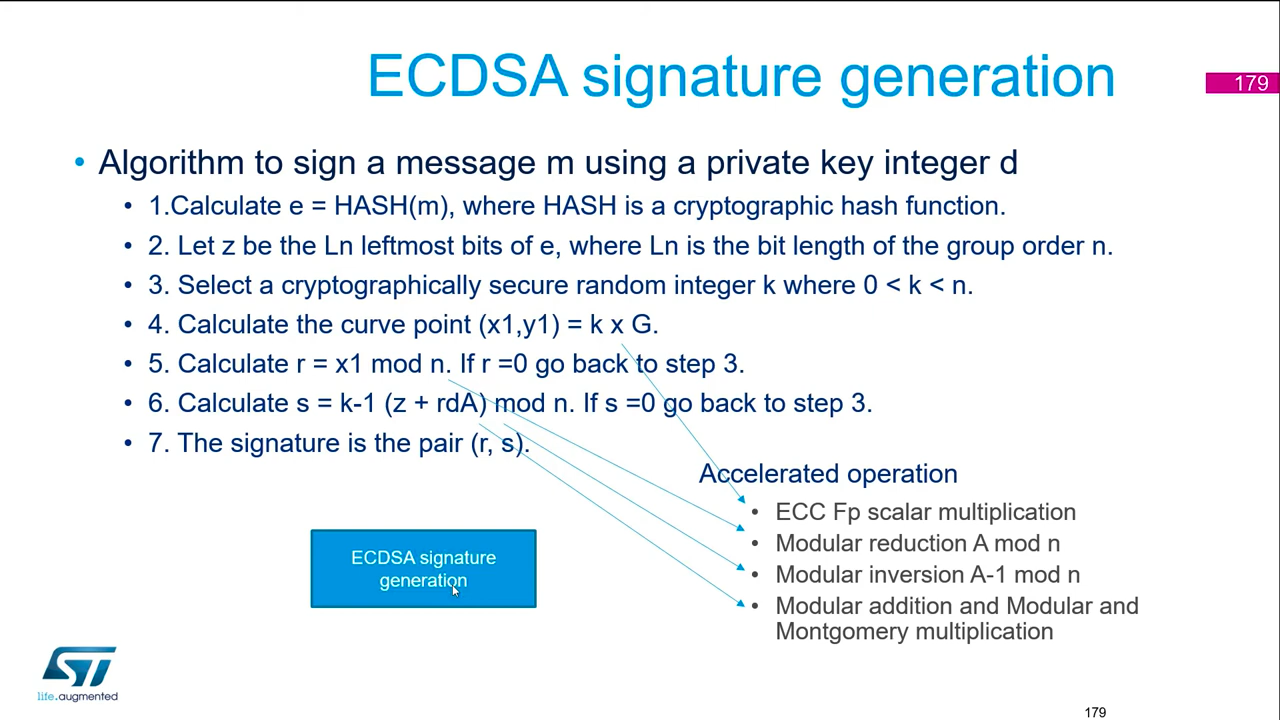 ECDSA signature generation
179
• Algorithm to sign a message m using a private key integer d
• 1.Calculate e = HASH(m), where HASH is a cryptographic hash function.
• 2. Let z be the Ln leftmost bits of e, where Ln is the bit length of the group order n.
• 3. Select a cryptographically secure random integer k where 0 < k < n.
• 4. Calculate the curve point (x1,y1) = k x G.
• 5. Calculate r = x1 mod n. If r =0 go back to step 3.
• 6. Calculate s = k-1 (z + rdA) mod n. If s =0 go back to step 3.
• 7. The signature is the pair (r, s).
Accelerated operation
• ECC Fp scalar multiplication
• Modular reduction A mod n
• Modular inversion A-1 mod n
• Modular addition and Modular and
Montgomery multiplication
ECDSA signature
generation
ST
life.augmented
179